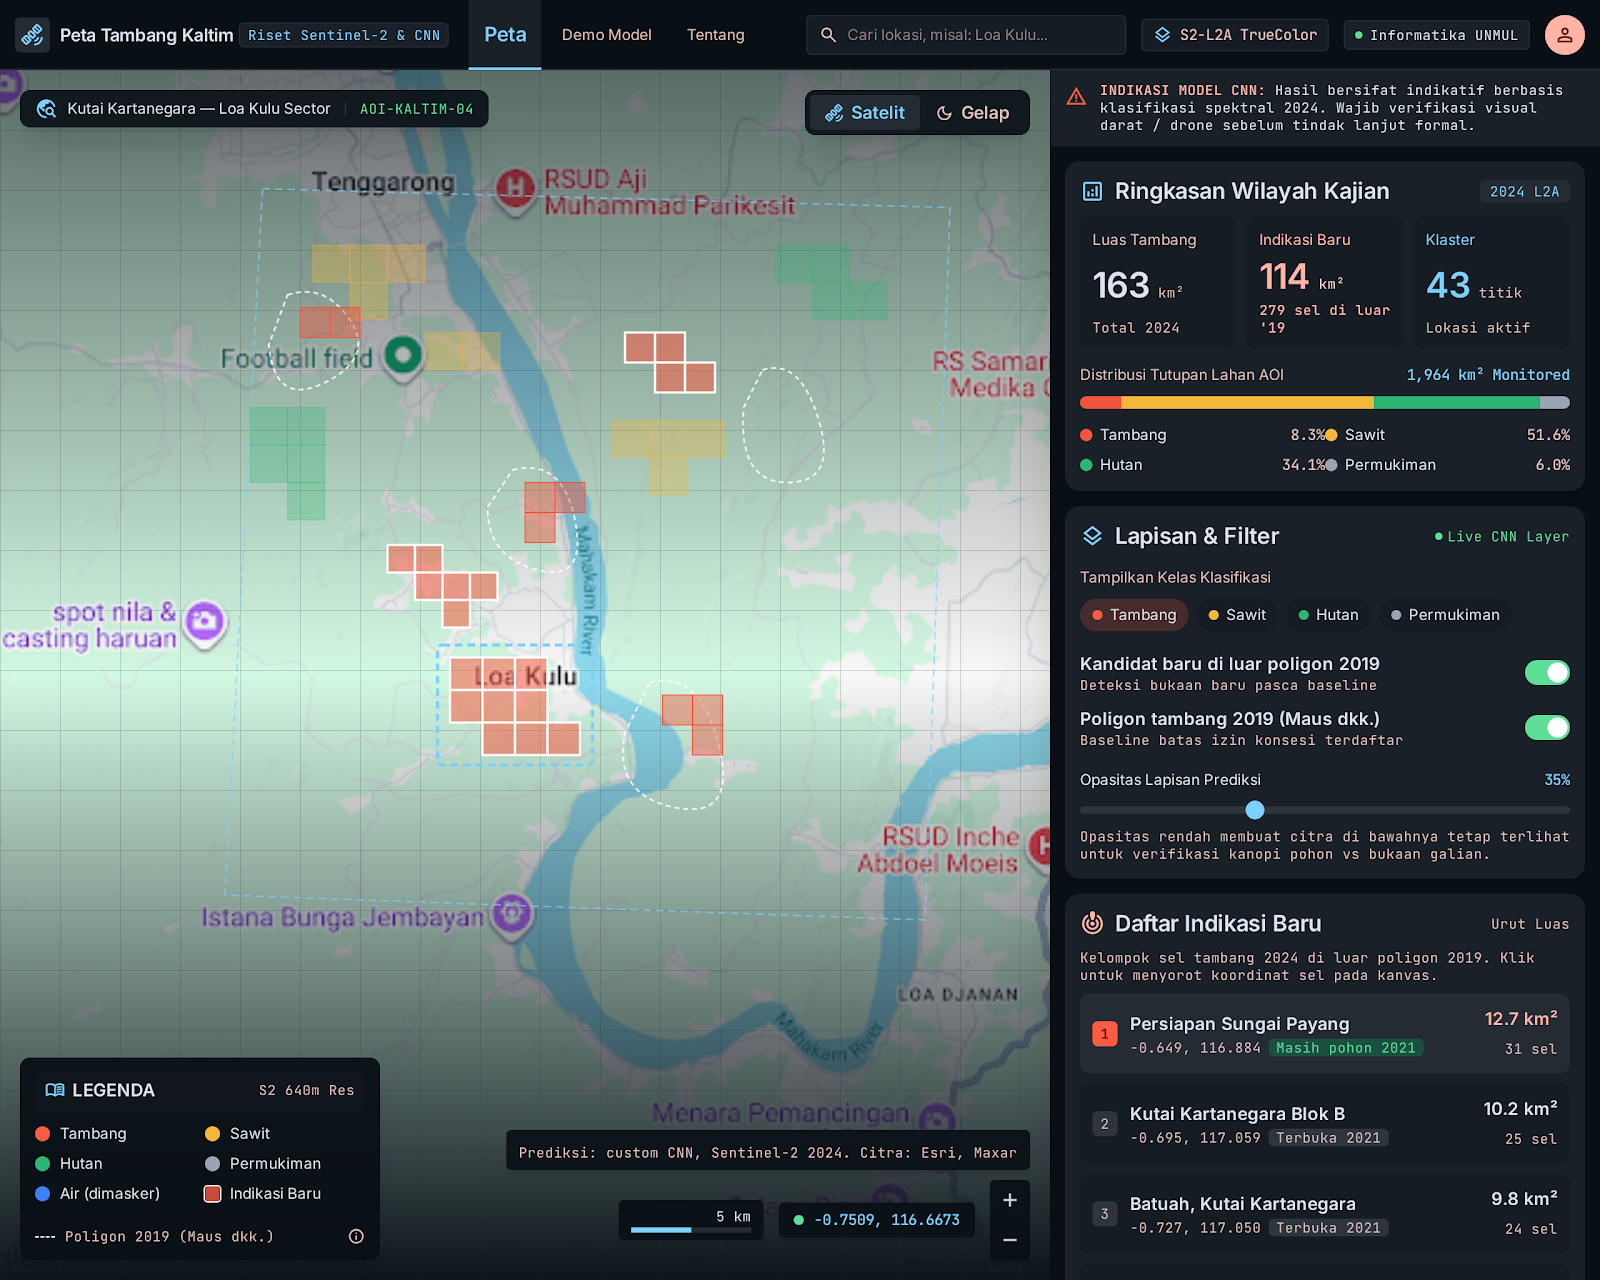 Peta Tambang Kaltim
Riset Sentinel-2 & CNN
Peta
Demo Model
Tentang
Cari lokasi, misal: Loa Kulu...
S2-L2A TrueColor
Informatika UNMUL
Kutai Kartanegara — Loa Kulu Sector
AOI-KALTIM-04
Satelit
Gelap
Tenggarong
RSUD Aji
Muhammad Parikesit
Football field
RS Samar
Medika
Mahakam River
spot nila &
casting haruan
Loa Kulu
RSUD Inche
Abdoel Moeis
Istana Bunga Jembayan
LOA DJANAN
Mahakam River
Menara Pemancingan
LEGENDA
S2 640m Res
Tambang
Sawit
Hutan
Permukiman
Air (dimasker)
Indikasi Baru
Poligon 2019 (Maus dkk.)
Prediksi: custom CNN, Sentinel-2 2024. Citra: Esri, Maxar
5 km
-0.7509, 116.6673
+
−
INDIKASI MODEL CNN: Hasil bersifat indikatif berbasis
klasifikasi spektral 2024. Wajib verifikasi visual
darat / drone sebelum tindak lanjut formal.
Ringkasan Wilayah Kajian
2024 L2A
Luas Tambang
163 km²
Total 2024
Indikasi Baru
114 km²
279 sel di luar
'19
Klaster
43 titik
Lokasi aktif
Distribusi Tutupan Lahan AOI
1,964 km² Monitored
Tambang 8.3%
Sawit 51.6%
Hutan 34.1%
Permukiman 6.0%
Lapisan & Filter
Live CNN Layer
Tampilkan Kelas Klasifikasi
Tambang
Sawit
Hutan
Permukiman
Kandidat baru di luar poligon 2019
Deteksi bukaan baru pasca baseline
Poligon tambang 2019 (Maus dkk.)
Baseline batas izin konsesi terdaftar
Opasitas Lapisan Prediksi
35%
Opasitas rendah membuat citra di bawahnya tetap terlihat
untuk verifikasi kanopi pohon vs bukaan galian.
Daftar Indikasi Baru
Urut Luas
Kelompok sel tambang 2024 di luar poligon 2019. Klik
untuk menyorot koordinat sel pada kanvas.
1
Persiapan Sungai Payang
12.7 km²
-0.649, 116.884 Masih pohon 2021
31 sel
2
Kutai Kartanegara Blok B
10.2 km²
-0.695, 117.059 Terbuka 2021
25 sel
3
Batuah, Kutai Kartanegara
9.8 km²
-0.727, 117.050 Terbuka 2021
24 sel